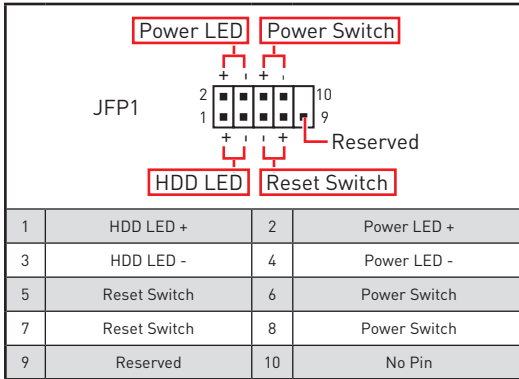 Power LED Power Switch
+ - + -
2 10
JFP1
1 9
+ - - +
Reserved
HDD LED Reset Switch
1 HDD LED + 2 Power LED +
3 HDD LED - 4 Power LED -
5 Reset Switch 6 Power Switch
7 Reset Switch 8 Power Switch
9 Reserved 10 No Pin